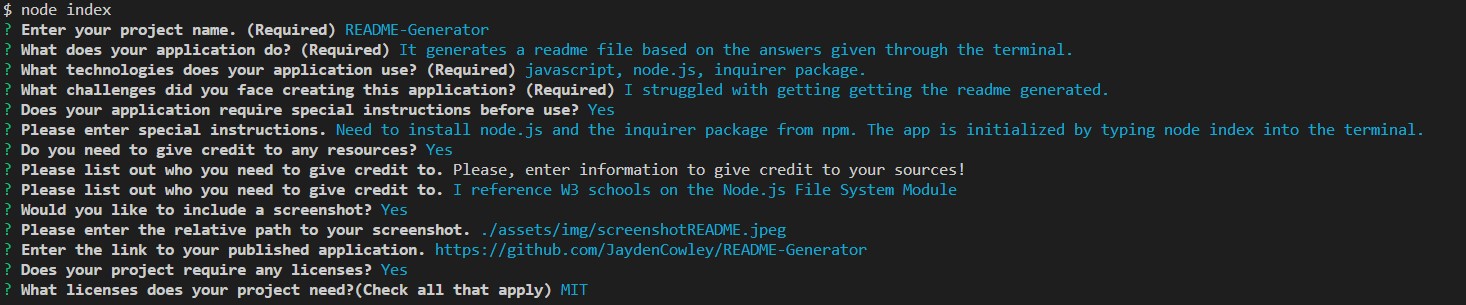 $ node index
? Enter your project name. (Required) README-Generator
? What does your application do? (Required) It generates a readme file based on the answers given through the terminal.
? What technologies does your application use? (Required) javascript, node.js, inquirer package.
? What challenges did you face creating this application? (Required) I struggled with getting getting the readme generated.
? Does your application require special instructions before use? Yes
? Please enter special instructions. Need to install node.js and the inquirer package from npm. The app is initialized by typing node index into the terminal.
? Do you need to give credit to any resources? Yes
? Please list out who you need to give credit to. Please, enter information to give credit to your sources!
? Please list out who you need to give credit to. I reference W3 schools on the Node.js File System Module
? Would you like to include a screenshot? Yes
? Please enter the relative path to your screenshot. ./assets/img/screenshotREADME.jpeg
? Enter the link to your published application. https://github.com/JaydenCowley/README-Generator
? Does your project require any licenses? Yes
? What licenses does your project need?(Check all that apply) MIT